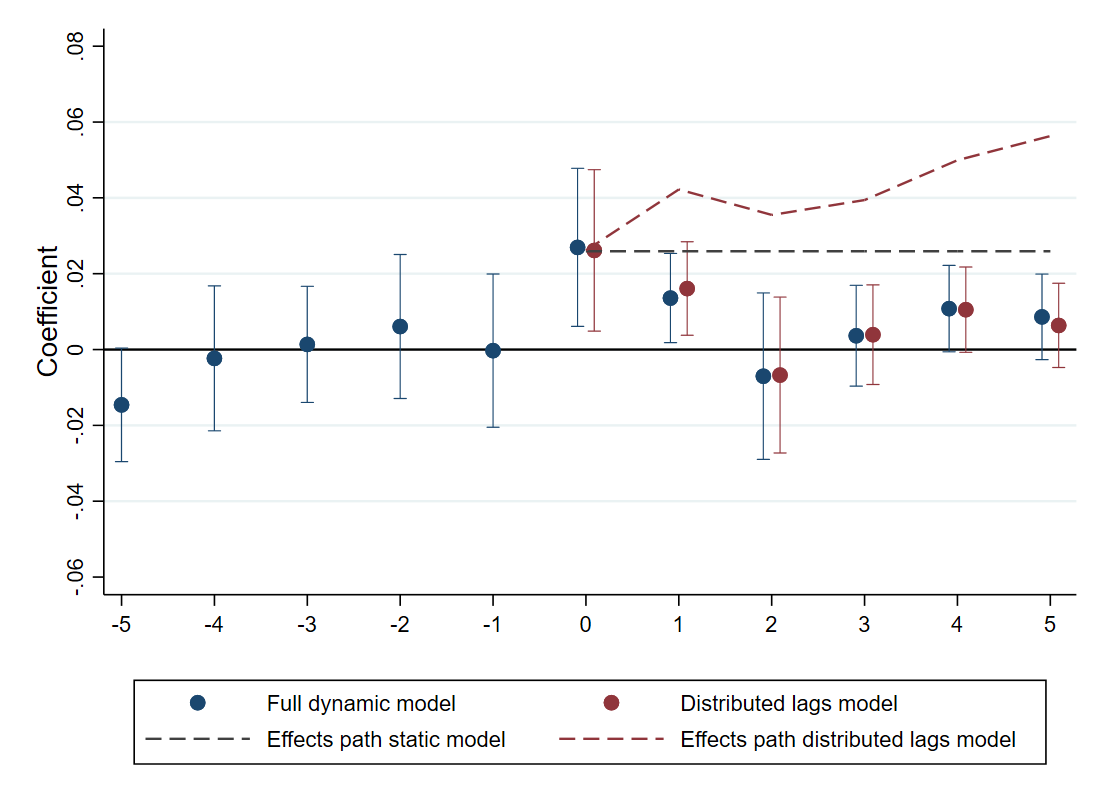 Coefficient
.08
.06
.04
.02
0
-.02
-.04
-.06
-5 -4 -3 -2 -1 0 1 2 3 4 5
Full dynamic model Distributed lags model
Effects path static model Effects path distributed lags model